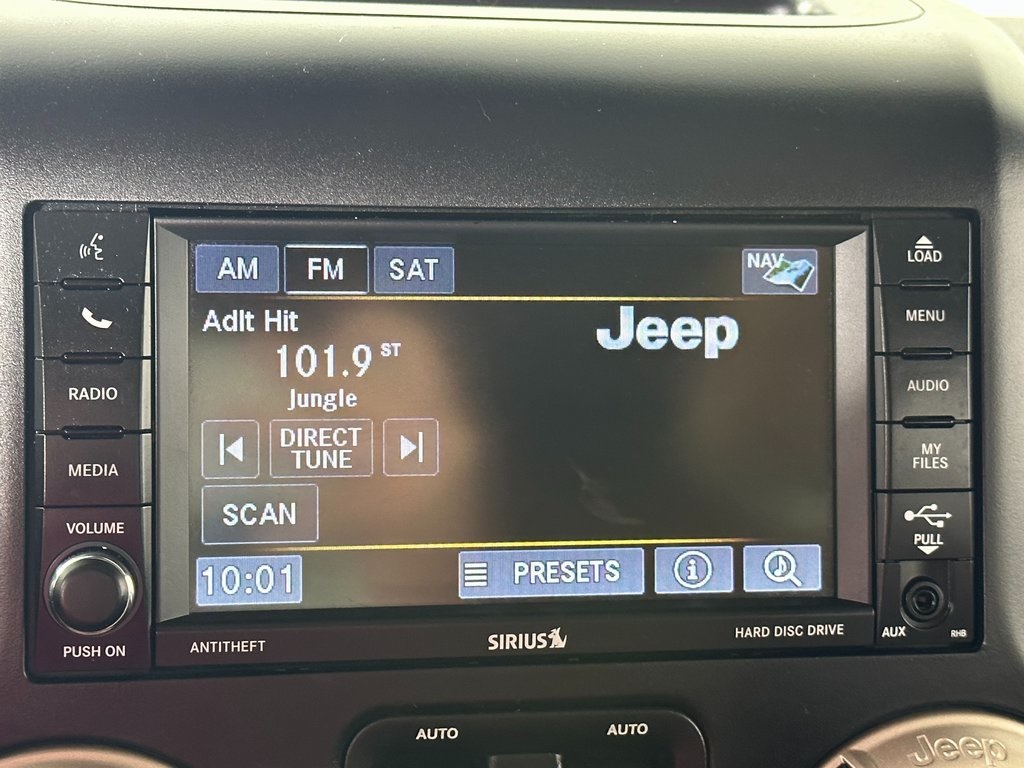 AM FM SAT NAV
Adlt Hit
Jeep
101.9 ST
Jungle
DIRECT
TUNE
SCAN
10:01 PRESETS
LOAD
MENU
RADIO
AUDIO
MEDIA
MY
FILES
VOLUME
PULL
PUSH ON
ANTITHEFT
SIRIUS
HARD DISC DRIVE
AUX
RHB
AUTO
AUTO
Jeep